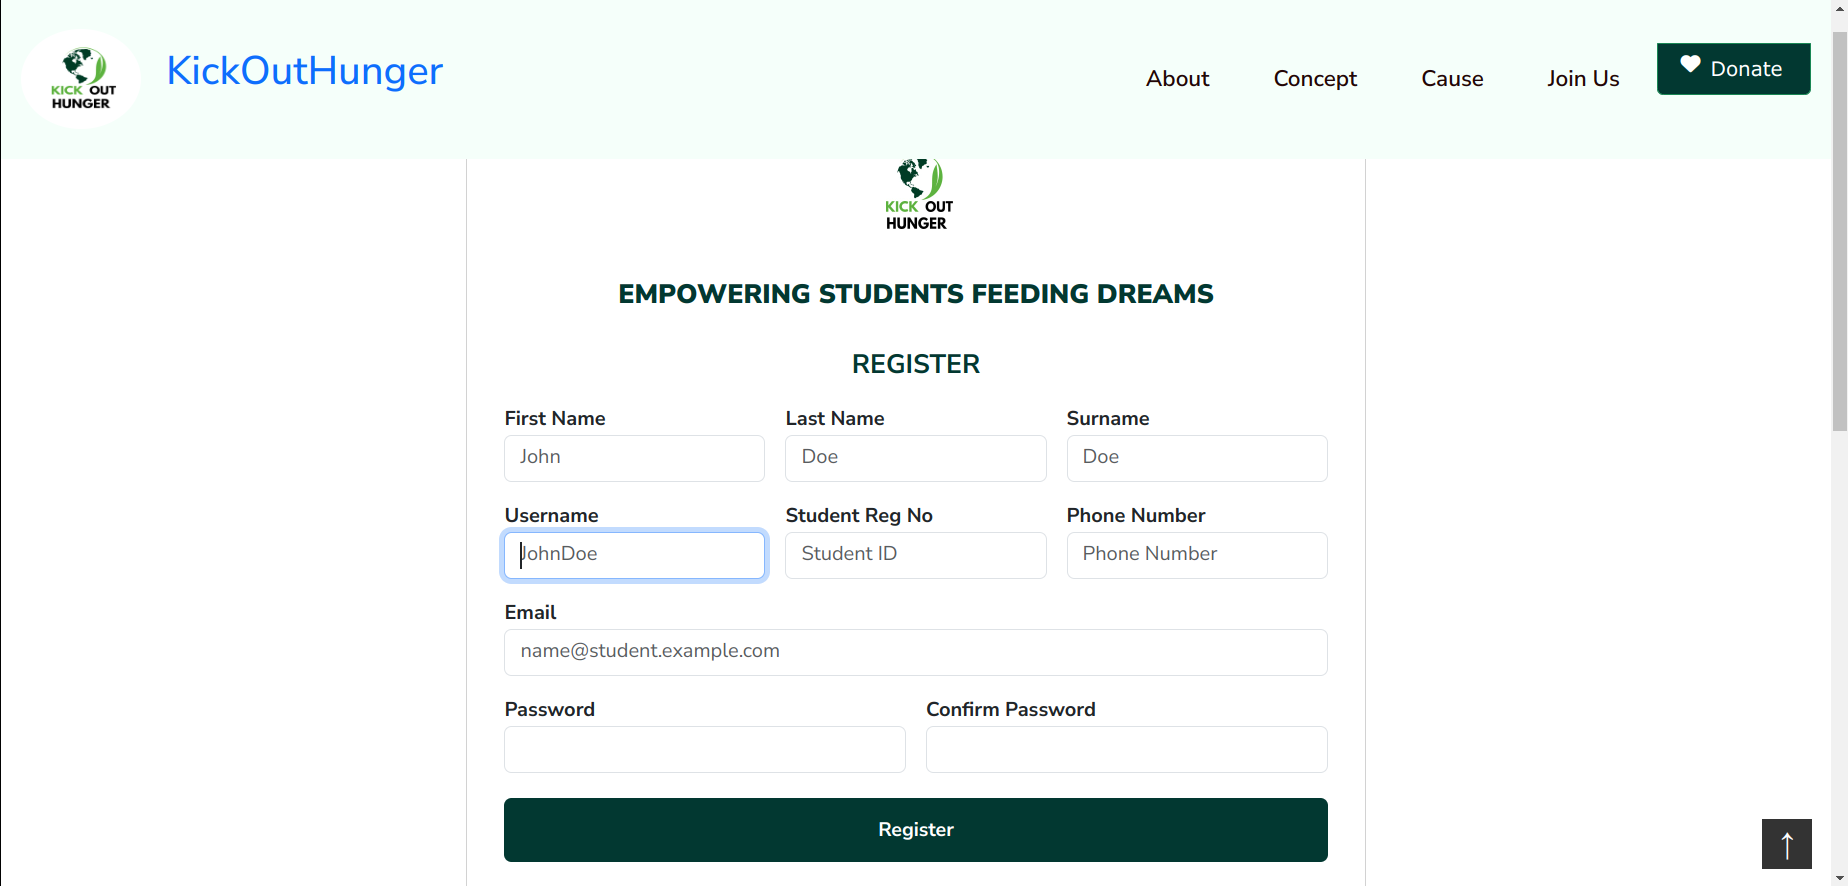 KICK OUT
HUNGER
KickOutHunger
About Concept Cause Join Us Donate
KICK OUT
HUNGER
EMPOWERING STUDENTS FEEDING DREAMS
REGISTER
First Name Last Name Surname
John Doe Doe
Username Student Reg No Phone Number
JohnDoe Student ID Phone Number
Email
name@student.example.com
Password Confirm Password
Register